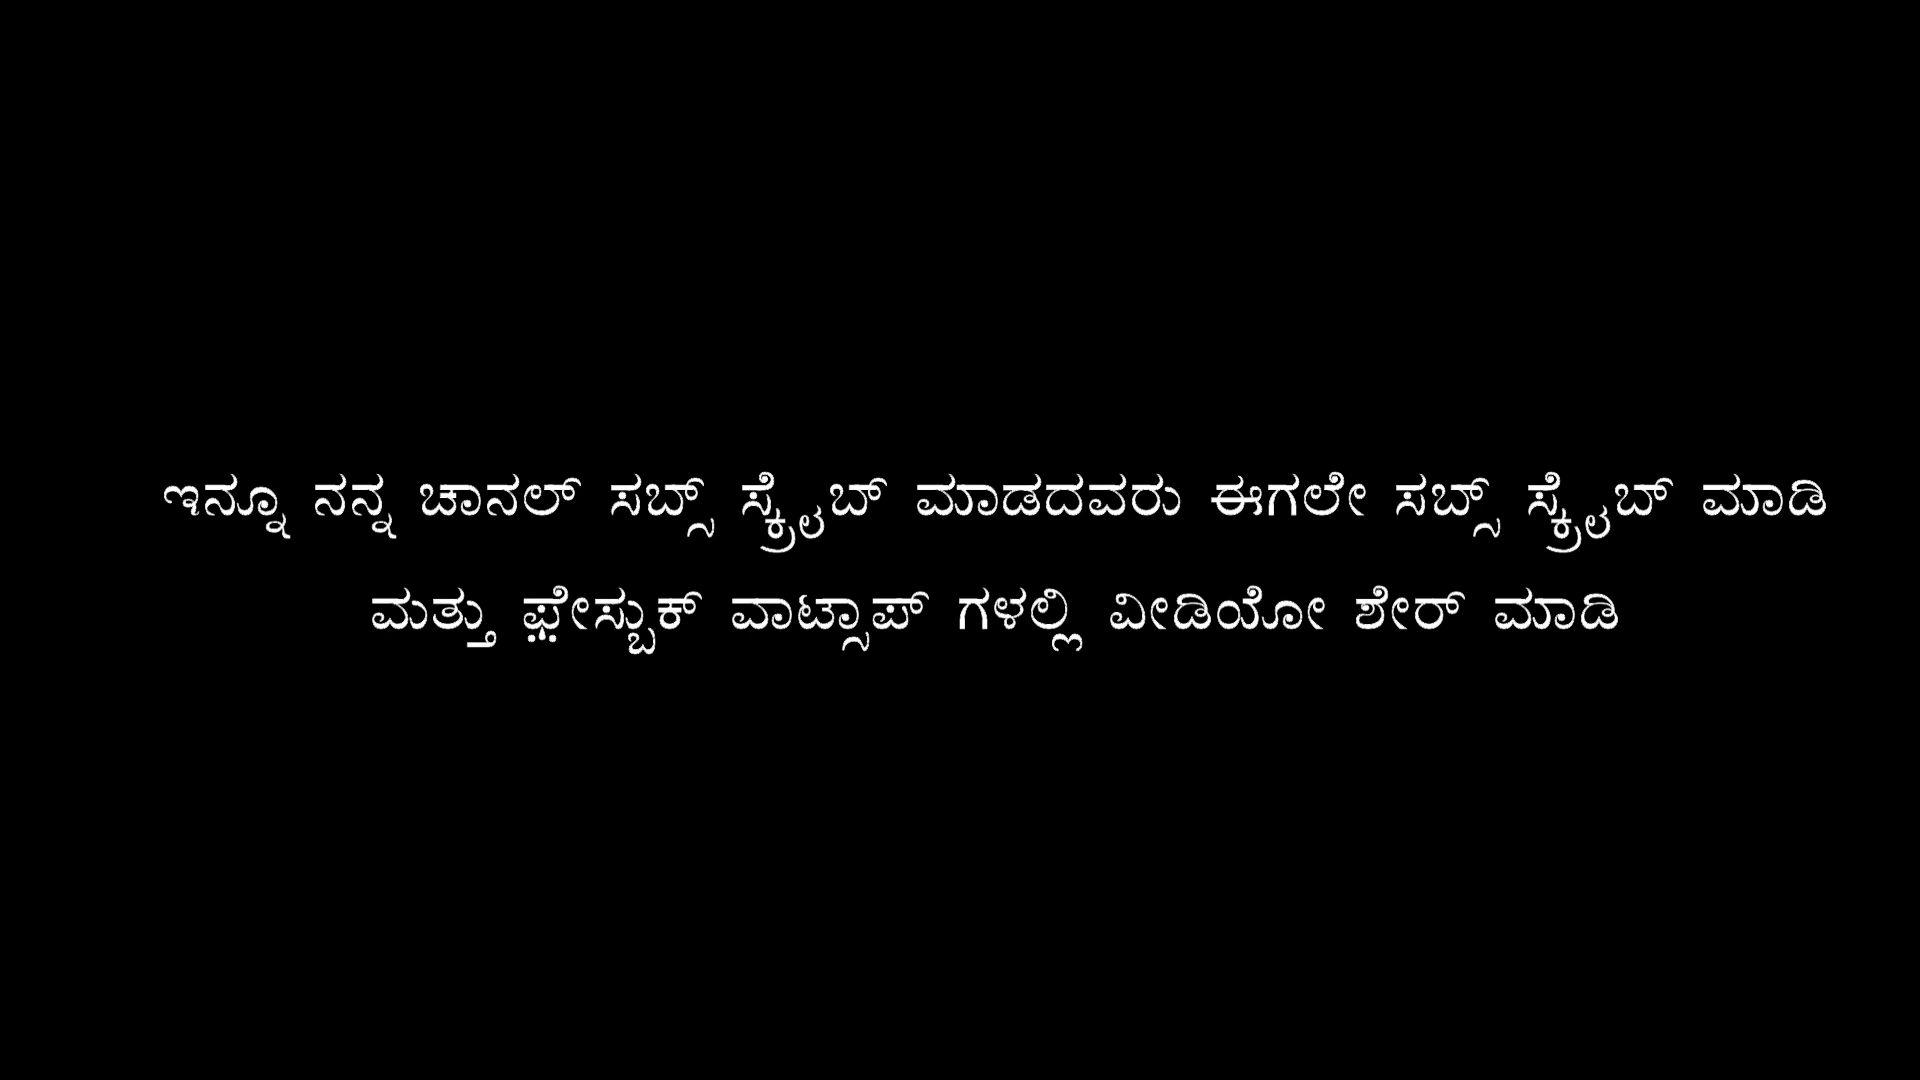 ಇನ್ನೂ ನನ್ನ ಚಾನಲ್ ಸಬ್ಸ್ ಸ್ಕ್ರೈಬ್ ಮಾಡದವರು ಈಗಲೇ ಸಬ್ಸ್ ಸ್ಕ್ರೈಬ್ ಮಾಡಿ
ಮತ್ತು ಫ಼ೇಸ್ಬುಕ್ ವಾಟ್ಸಾಪ್ ಗಳಲ್ಲಿ ವೀಡಿಯೋ ಶೇರ್ ಮಾಡಿ